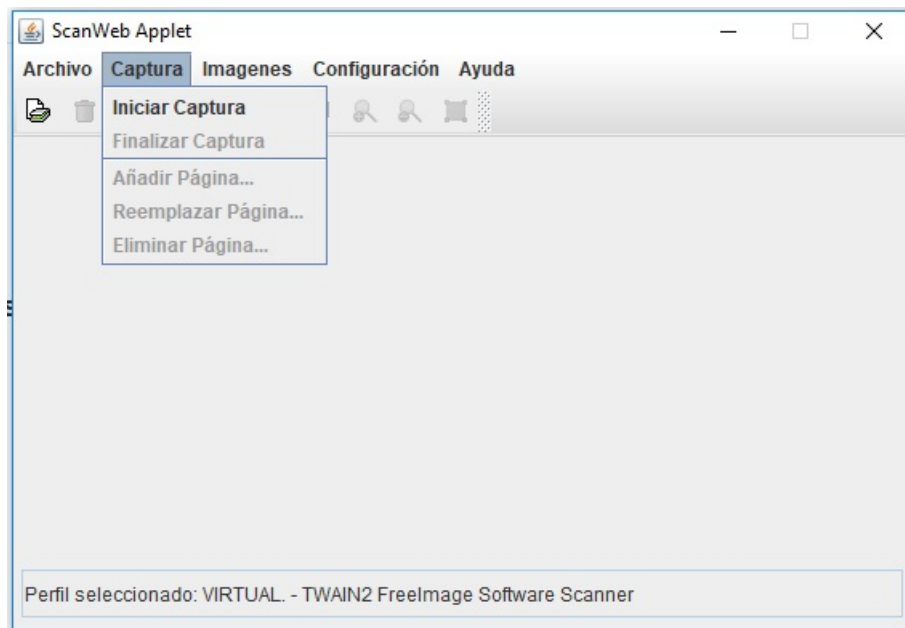 ScanWeb Applet
Archivo Captura Imagenes Configuración Ayuda
Iniciar Captura
Finalizar Captura
Añadir Página...
Reemplazar Página...
Eliminar Página...
Perfil seleccionado: VIRTUAL. - TWAIN2 FreeImage Software Scanner